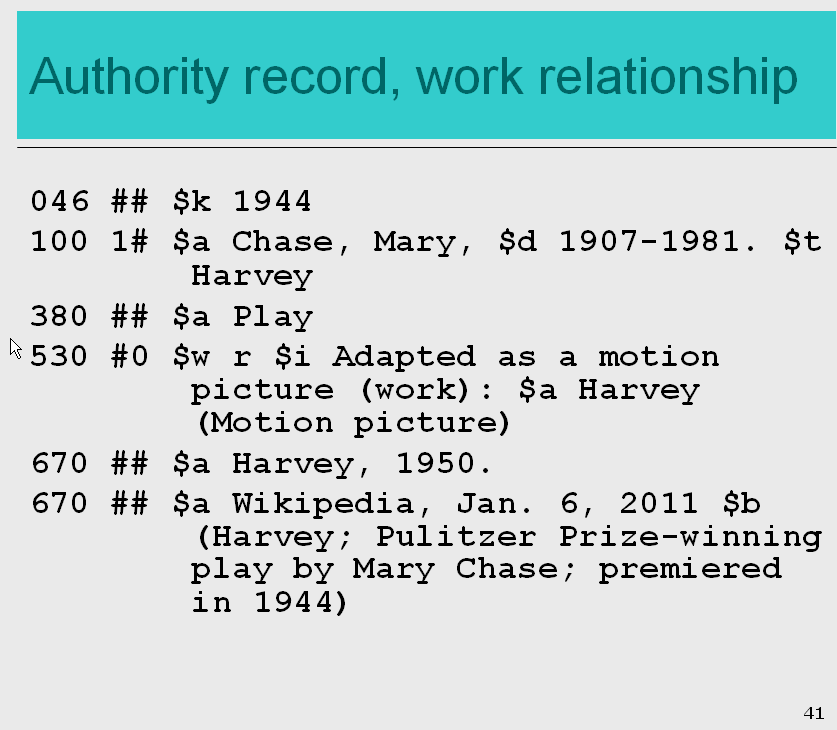 Authority record, work relationship
046 ## $k 1944
100 1# $a Chase, Mary, $d 1907-1981. $t
Harvey
380 ## $a Play
530 #0 $w r $i Adapted as a motion
picture (work): $a Harvey
(Motion picture)
670 ## $a Harvey, 1950.
670 ## $a Wikipedia, Jan. 6, 2011 $b
(Harvey; Pulitzer Prize-winning
play by Mary Chase; premiered
in 1944)
41